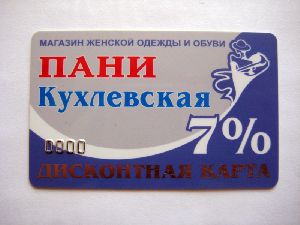 МАГАЗИН ЖЕНСКОЙ ОДЕЖДЫ И ОБУВИ
ПАНИ
Кухлевская
7%
0000
ДИСКОНТНАЯ КАРТА